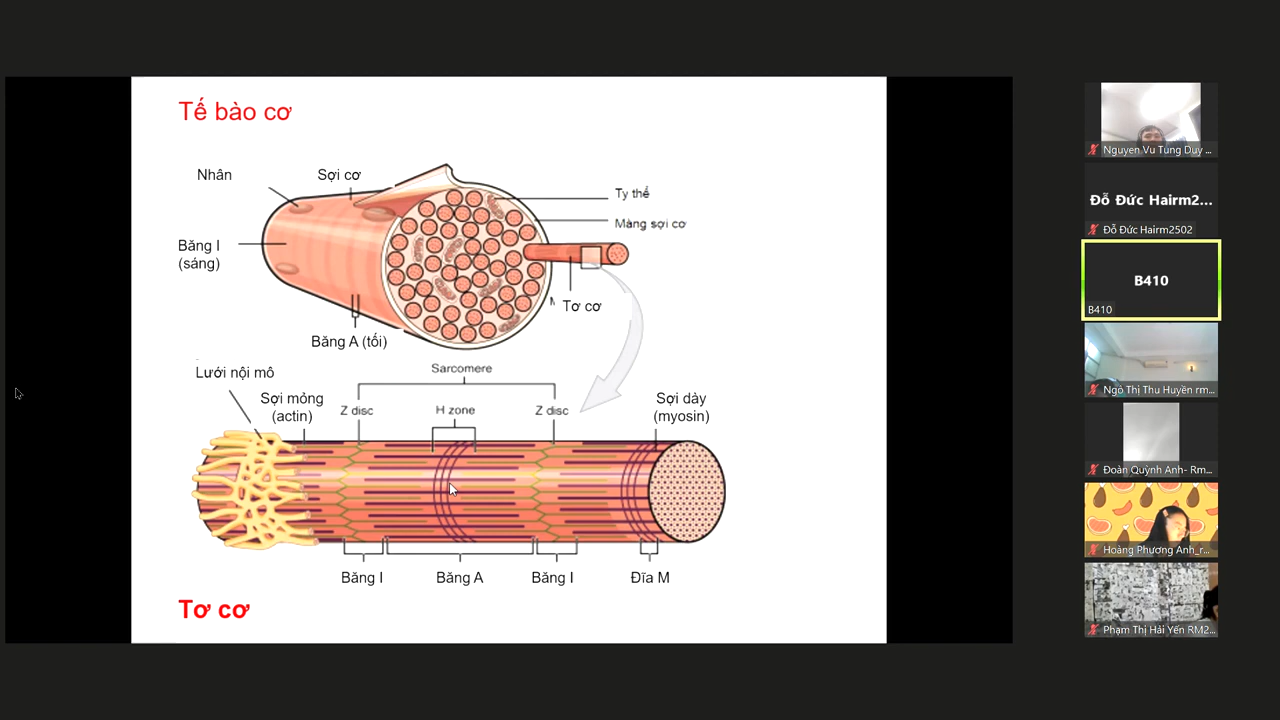 Tế bào cơ
Nhân
Sợi cơ
Ty thể
Màng sợi cơ
Băng I
(sáng)
Tơ cơ
Băng A (tối)
Sarcomere
Lưới nội mô
Sợi mỏng
(actin)
Z disc
H zone
Z disc
Sợi dày
(myosin)
Băng I
Băng A
Băng I
Đĩa M
Tơ cơ
Nguyen Vu Tung Duy ...
Đỗ Đức Hairm2...
Đỗ Đức Hairm2502
B410
B410
Ngô Thị Thu Huyền rm...
Đoàn Quỳnh Anh- Rm...
Hoàng Phương Anh_r...
Phạm Thị Hải Yến RM2...